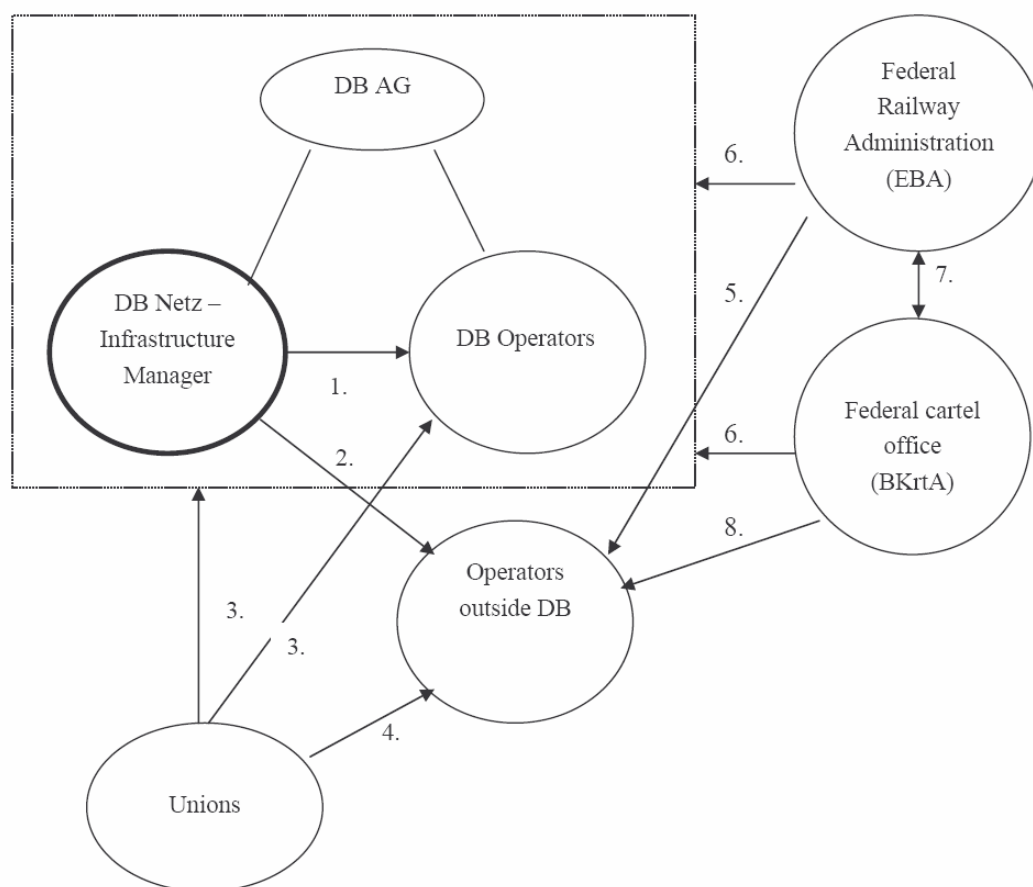 DB AG
Federal
Railway
Administration
(EBA)
6.
DB Netz –
Infrastructure
Manager
DB Operators
1.
5.
7.
2.
6.
Federal cartel
office
(BKrtA)
8.
Operators
outside DB
3.
3.
4.
Unions